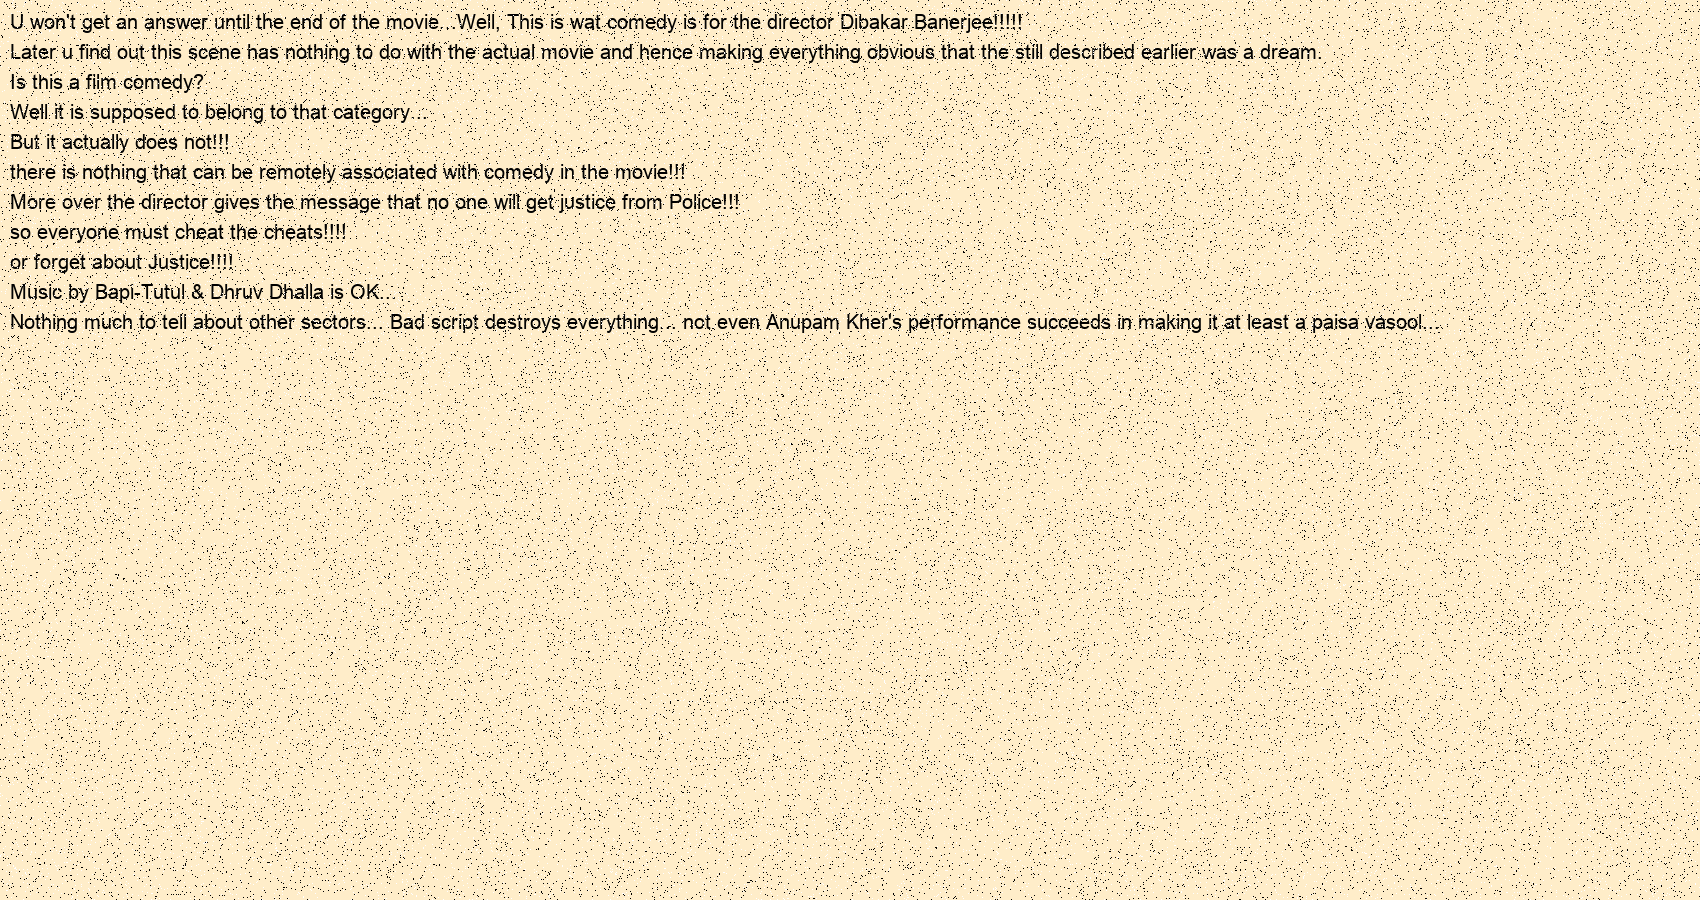 U won't get an answer until the end of the movie...Well, This is wat comedy is for the director Dibakar Banerjee!!!!!
Later u find out this scene has nothing to do with the actual movie and hence making everything obvious that the still described earlier was a dream.
Is this a film comedy?
Well it is supposed to belong to that category...
But it actually does not!!!
there is nothing that can be remotely associated with comedy in the movie!!!
More over the director gives the message that no one will get justice from Police!!!
so everyone must cheat the cheats!!!!
or forget about Justice!!!!
Music by Bapi-Tutul & Dhruv Dhalla is OK...
Nothing much to tell about other sectors... Bad script destroys everything... not even Anupam Kher's performance succeeds in making it at least a paisa vasool...